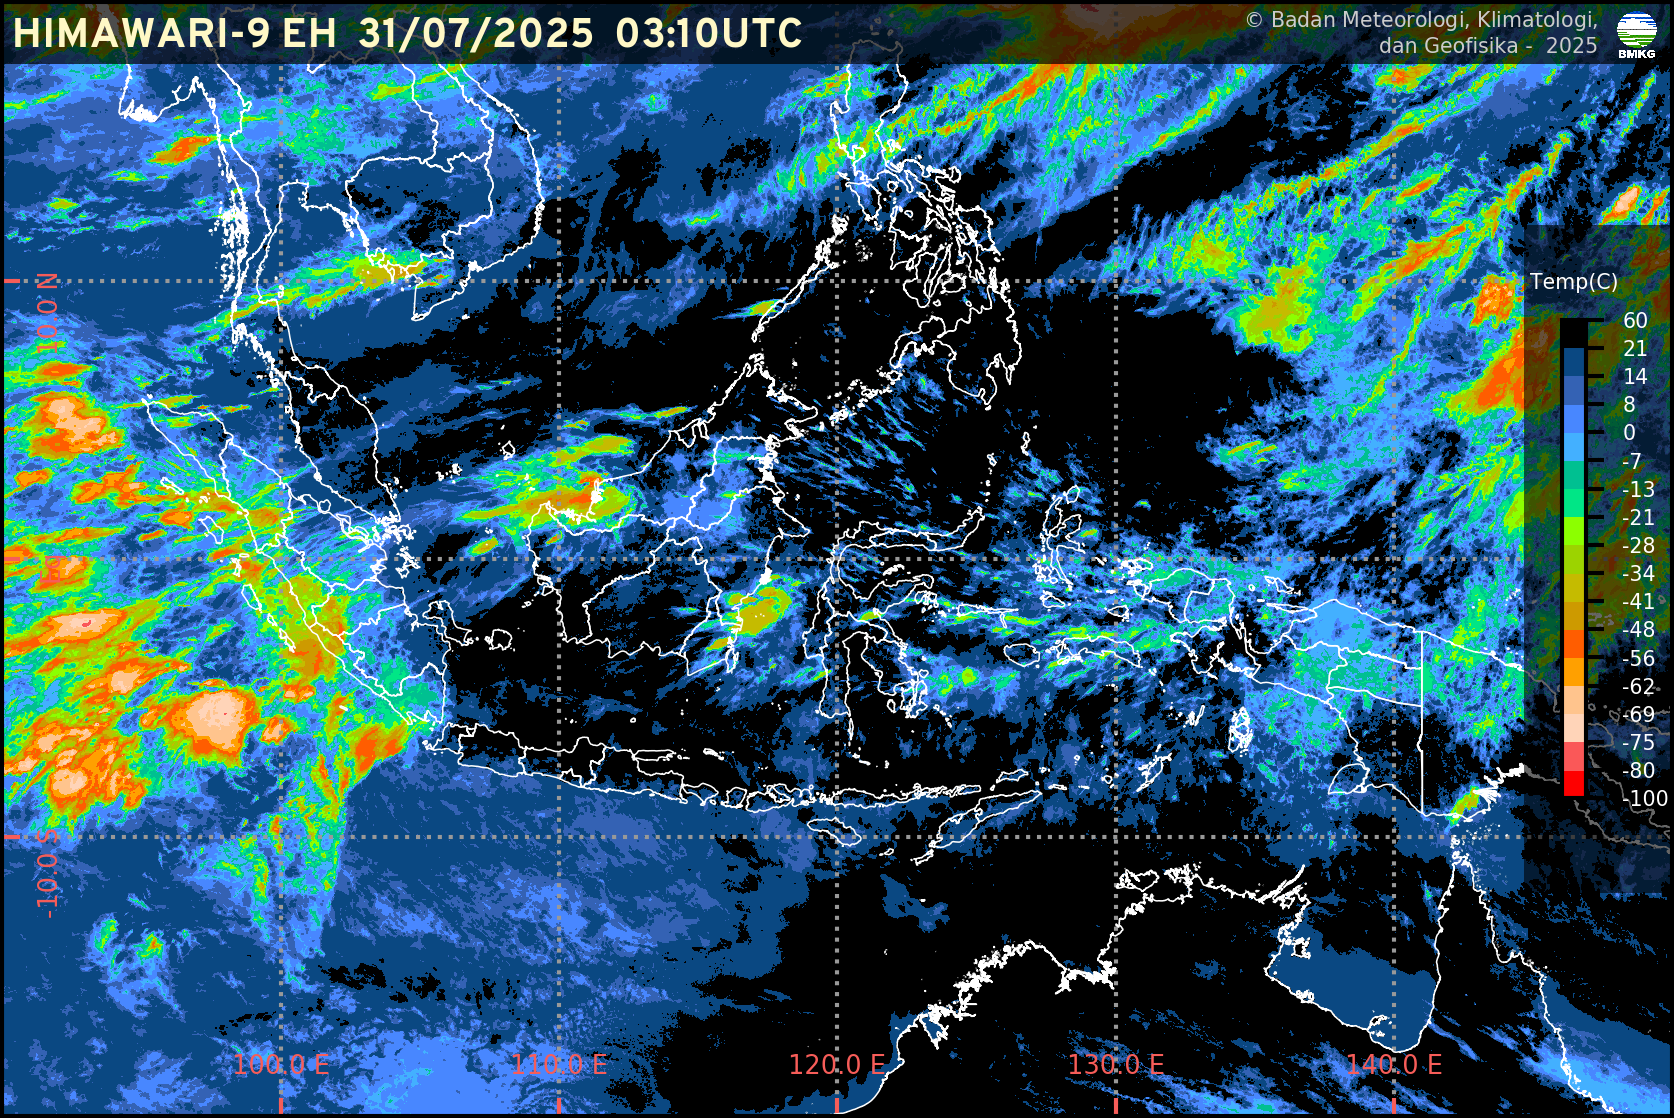 HIMAWARI-9 EH 31/07/2025 03:10UTC
© Badan Meteorologi, Klimatologi,
dan Geofisika - 2025
BMKG
10.0 N
-10.0 S
Temp(C)
60
21
14
8
0
-7
-13
-21
-28
-34
-41
-48
-56
-62
-69
-75
-80
-100
100.0 E
110.0 E
120.0 E
130.0 E
140.0 E